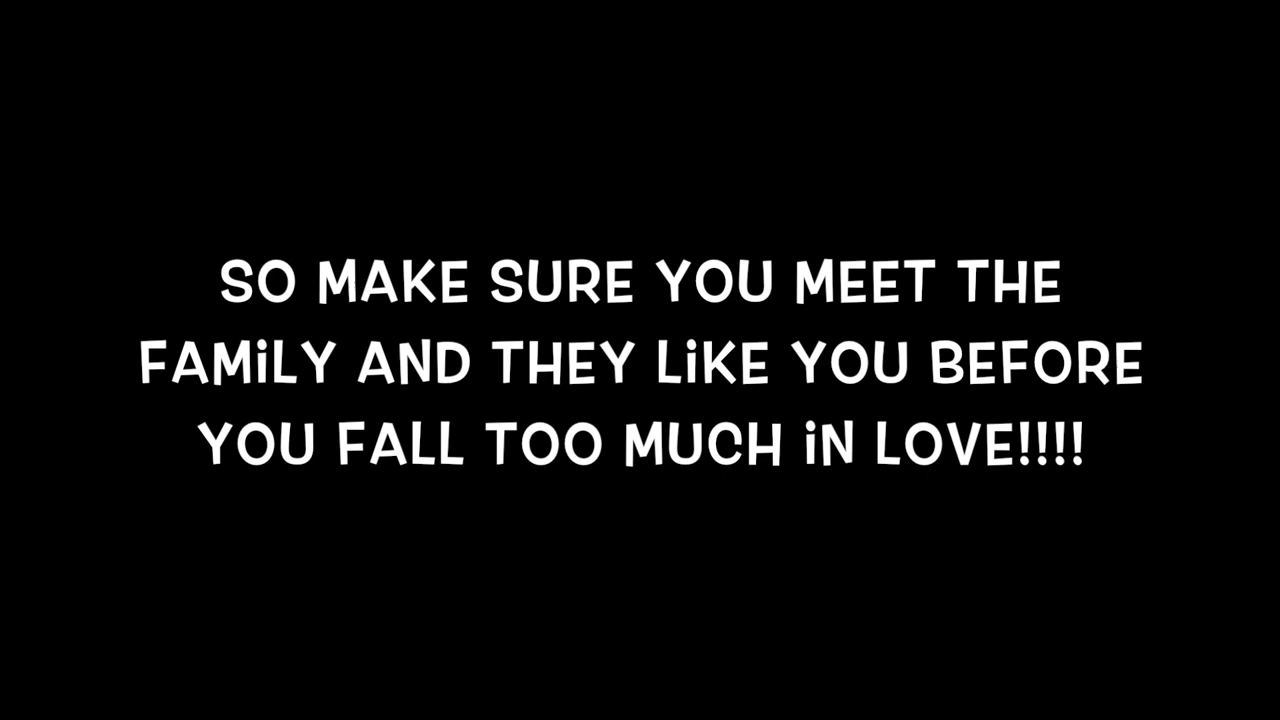 SO MAKE SURE YOU MEET THE
FAMiLY AND THEY LiKE YOU BEFORE
YOU FALL TOO MUCH iN LOVE!!!!